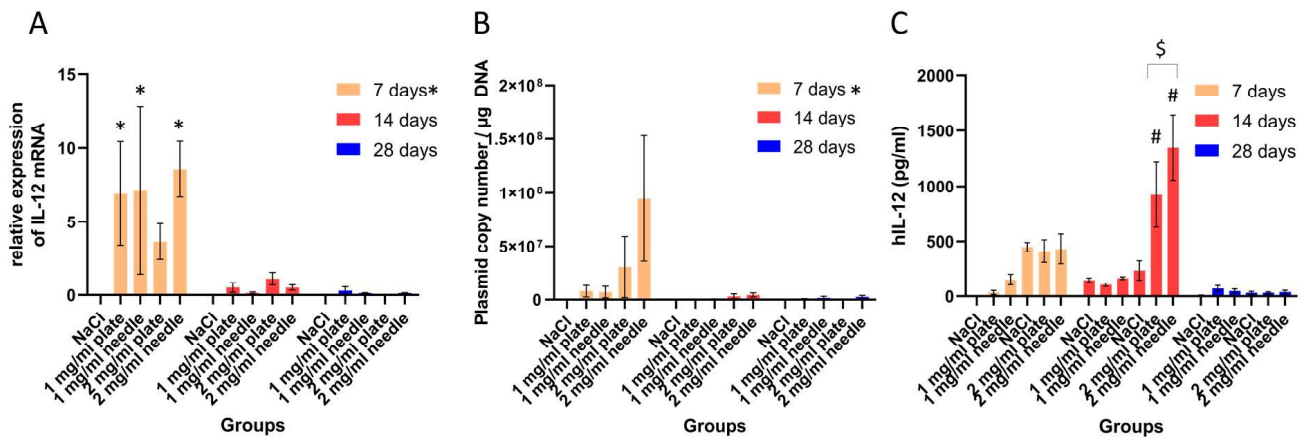 A
relative expression
of IL-12 mRNA
15
10
5
0
*
*
*
7 days*
14 days
28 days
NaCl
1 mg/ml plate
1 mg/ml needle
2 mg/ml plate
2 mg/ml needle
NaCl
1 mg/ml plate
1 mg/ml needle
2 mg/ml plate
2 mg/ml needle
NaCl
1 mg/ml plate
1 mg/ml needle
2 mg/ml plate
2 mg/ml needle
Groups
B
Plasmid copy number / µg DNA
2×10⁸
1.5×10⁸
1×10⁸
5×10⁷
0
7 days *
14 days
28 days
NaCl
1 mg/ml plate
1 mg/ml needle
2 mg/ml plate
2 mg/ml needle
NaCl
1 mg/ml plate
1 mg/ml needle
2 mg/ml plate
2 mg/ml needle
NaCl
1 mg/ml plate
1 mg/ml needle
2 mg/ml plate
2 mg/ml needle
Groups
C
hIL-12 (pg/ml)
2000
1500
1000
500
0
$
#
#
7 days
14 days
28 days
NaCl
1 mg/ml plate
1 mg/ml needle
NaCl
2 mg/ml plate
2 mg/ml needle
NaCl
1 mg/ml plate
1 mg/ml needle
NaCl
2 mg/ml plate
2 mg/ml needle
NaCl
1 mg/ml plate
1 mg/ml needle
NaCl
2 mg/ml plate
2 mg/ml needle
Groups